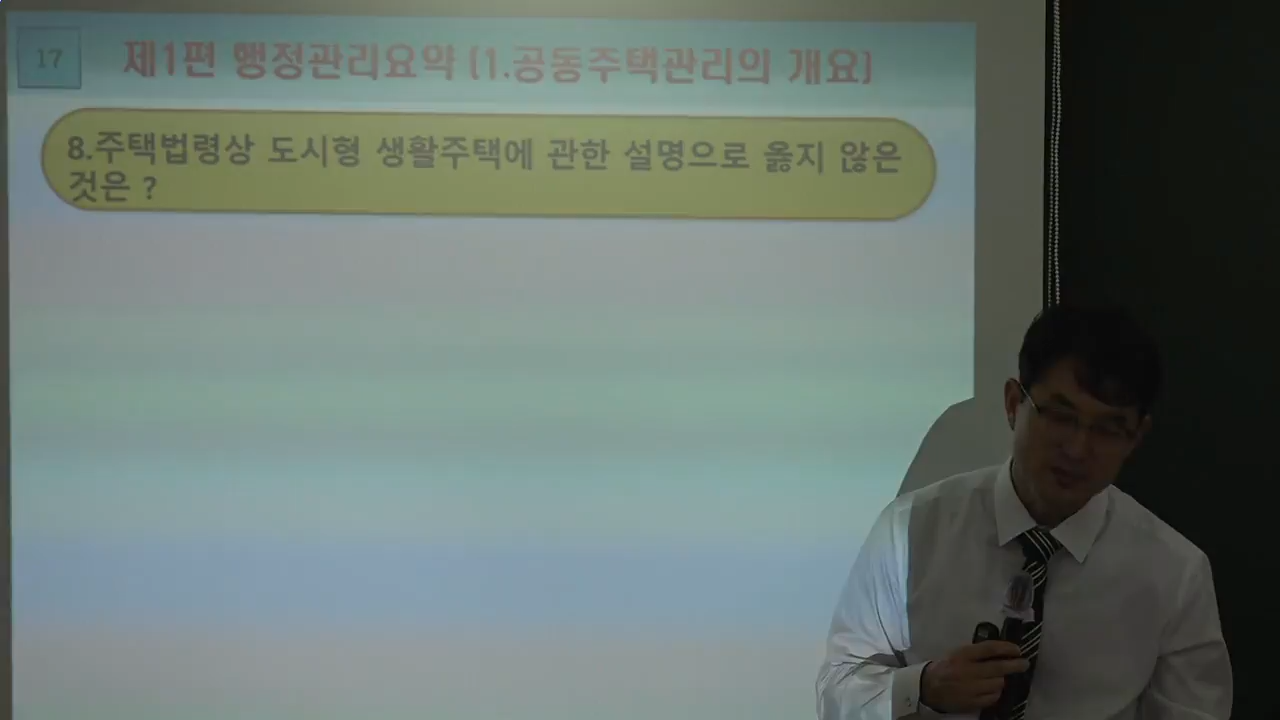 17
제1편 행정관리요약 (1.공동주택관리의 개요)
8.주택법령상 도시형 생활주택에 관한 설명으로 옳지 않은
것은 ?